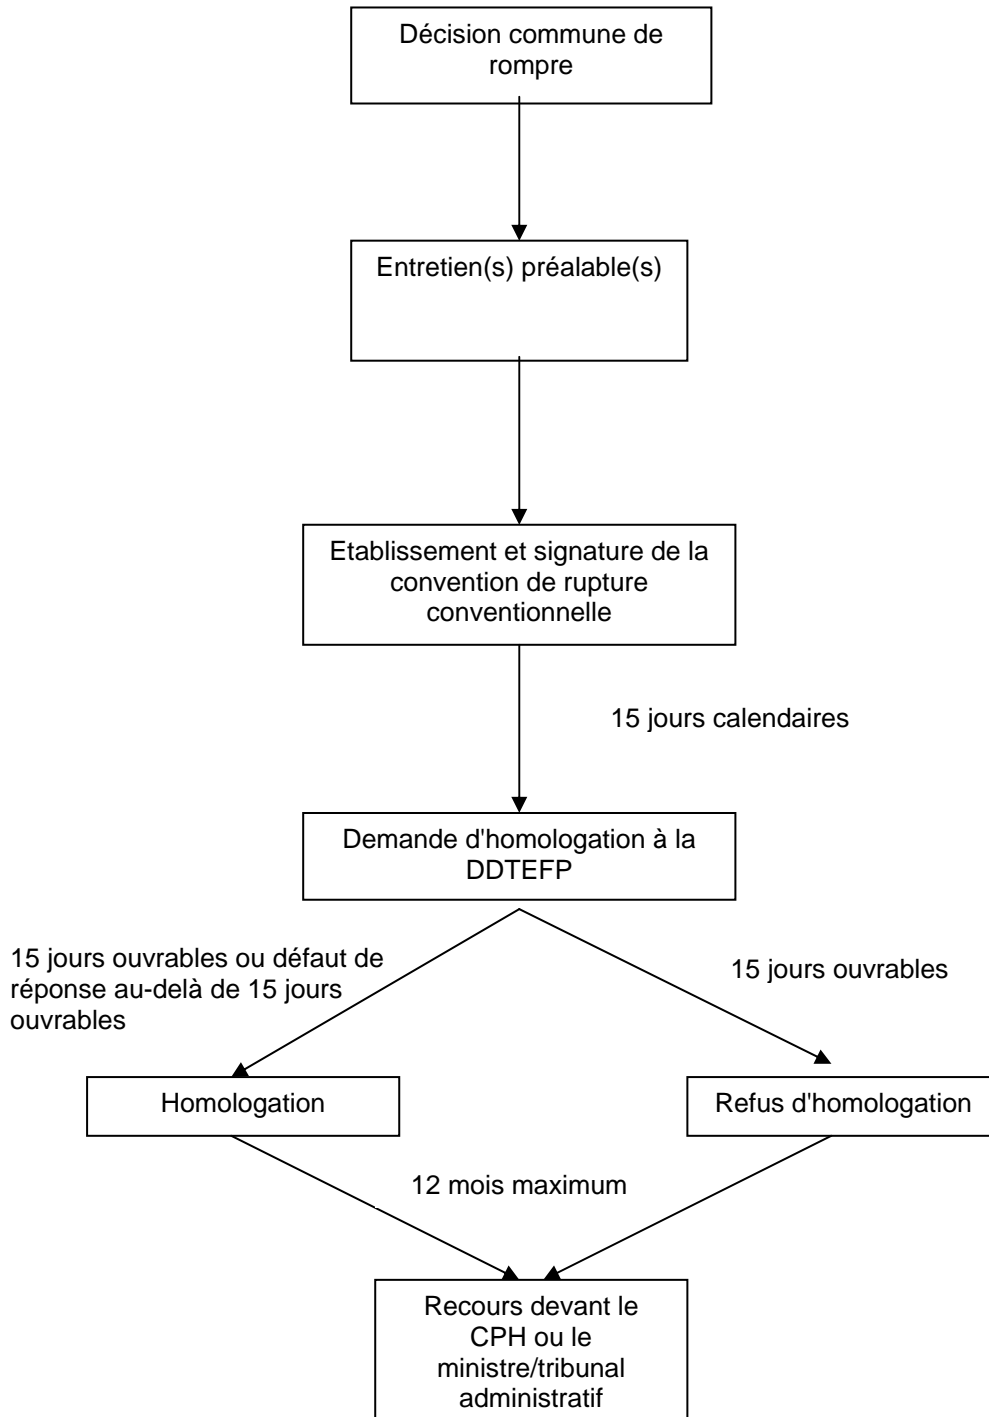 Décision commune de
rompre
Entretien(s) préalable(s)
Etablissement et signature de la
convention de rupture
conventionnelle
15 jours calendaires
Demande d'homologation à la
DDTEFP
15 jours ouvrables ou défaut de
réponse au-delà de 15 jours
ouvrables
15 jours ouvrables
Homologation
Refus d'homologation
12 mois maximum
Recours devant le
CPH ou le
ministre/tribunal
administratif